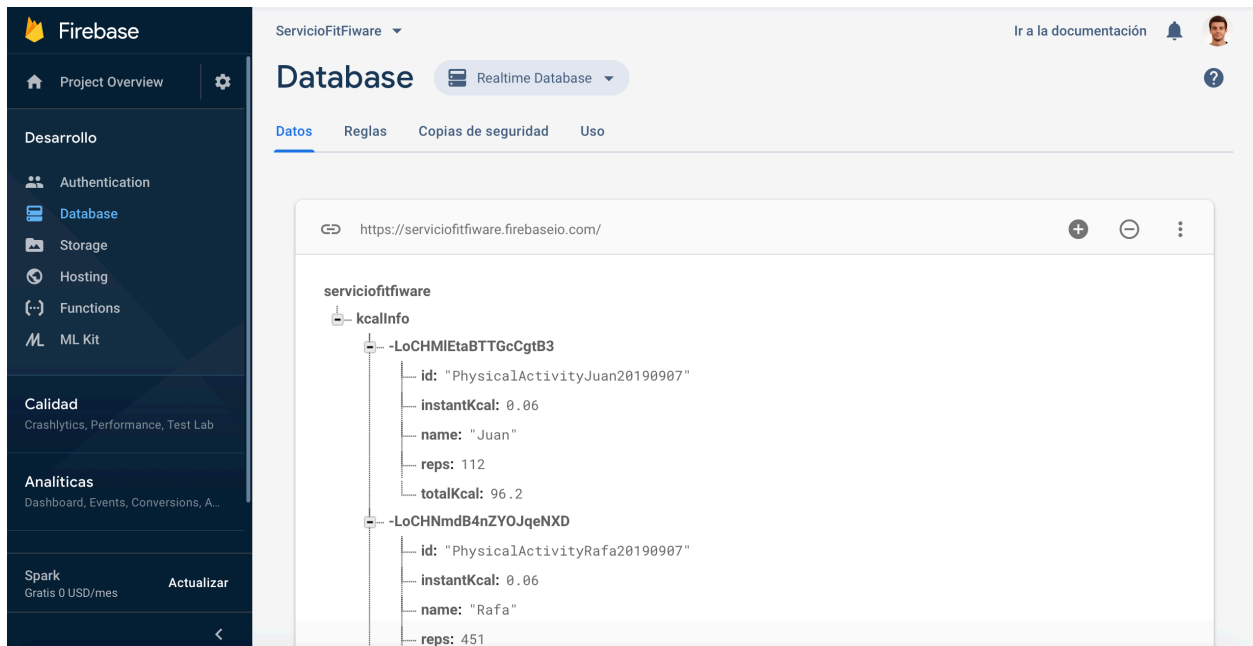 Firebase
Project Overview
Desarrollo
Authentication
Database
Storage
Hosting
Functions
ML Kit
Calidad
Crashlytics, Performance, Test Lab
Analíticas
Dashboard, Events, Conversions, A...
Spark
Gratis 0 USD/mes
Actualizar
ServicioFitFiware
Ir a la documentación
Database
Realtime Database
Datos Reglas Copias de seguridad Uso
https://serviciofitfiware.firebaseio.com/
serviciofitfiware
kcalInfo
-LoCHMlEtaBTTGcCgtB3
id: "PhysicalActivityJuan20190907"
instantKcal: 0.06
name: "Juan"
reps: 112
totalKcal: 96.2
-LoCHNmdB4nZYOJqeNXD
id: "PhysicalActivityRafa20190907"
instantKcal: 0.06
name: "Rafa"
reps: 451